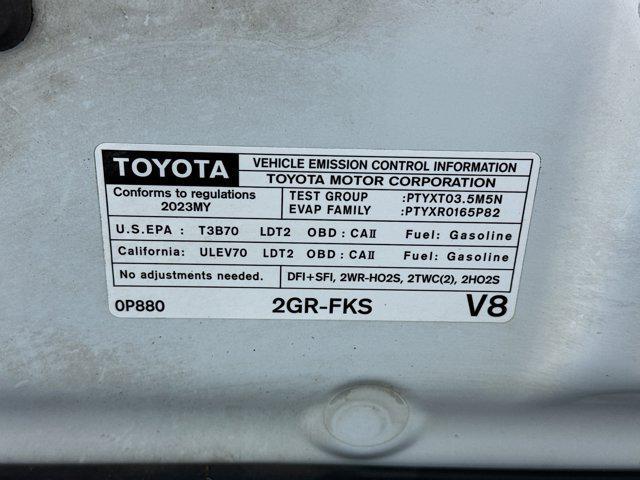 TOYOTA VEHICLE EMISSION CONTROL INFORMATION
TOYOTA MOTOR CORPORATION
Conforms to regulations
2023MY
TEST GROUP :PTYXT03.5M5N
EVAP FAMILY :PTYXR0165P82
U.S.EPA : T3B70 LDT2 OBD : CAII Fuel: Gasoline
California: ULEV70 LDT2 OBD : CAII Fuel: Gasoline
No adjustments needed. DFI+SFI, 2WR-HO2S, 2TWC(2), 2HO2S
0P880 2GR-FKS V8